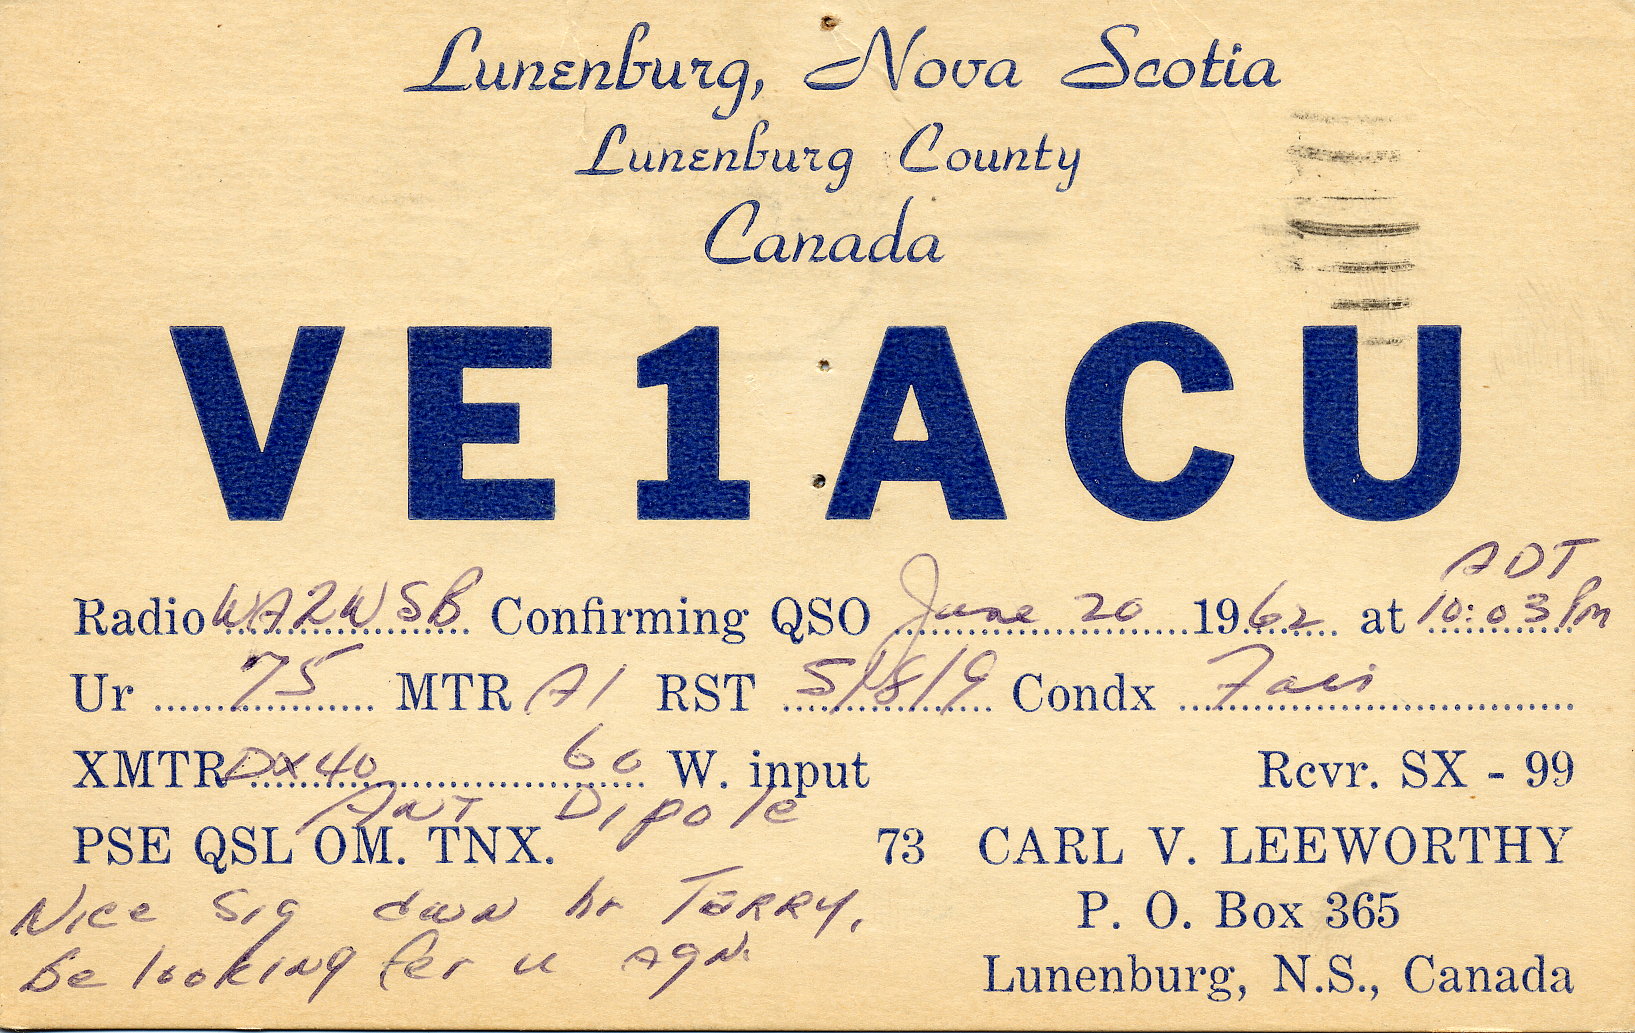 Lunenburg, Nova Scotia
Lunenburg County
Canada
VE1ACU
ADT
Radio WA2WSB Confirming QSO June 20 1962 at 10:03 Pm
Ur 75 MTR A1 RST 5/8/9 Condx Fair
XMTR DX40 60 W. input Rcvr. SX - 99
Ant Dipole
PSE QSL OM. TNX. 73 CARL V. LEEWORTHY
P. O. Box 365
Lunenburg, N.S., Canada
Nice sig dwn hr TERRY,
Be looking fer u agn.